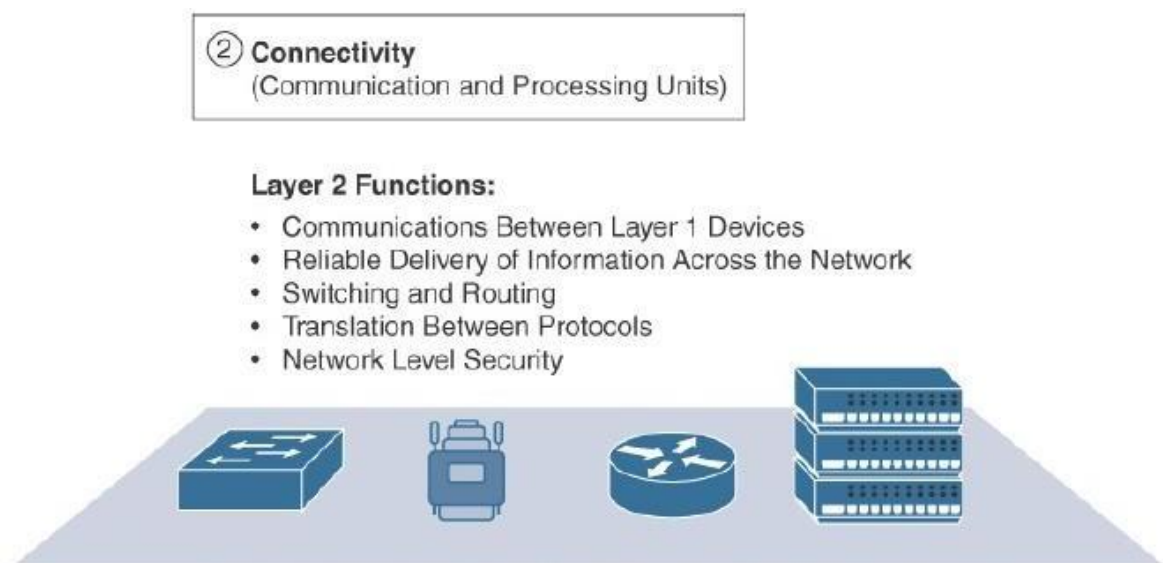 ② Connectivity
(Communication and Processing Units)
Layer 2 Functions:
• Communications Between Layer 1 Devices
• Reliable Delivery of Information Across the Network
• Switching and Routing
• Translation Between Protocols
• Network Level Security